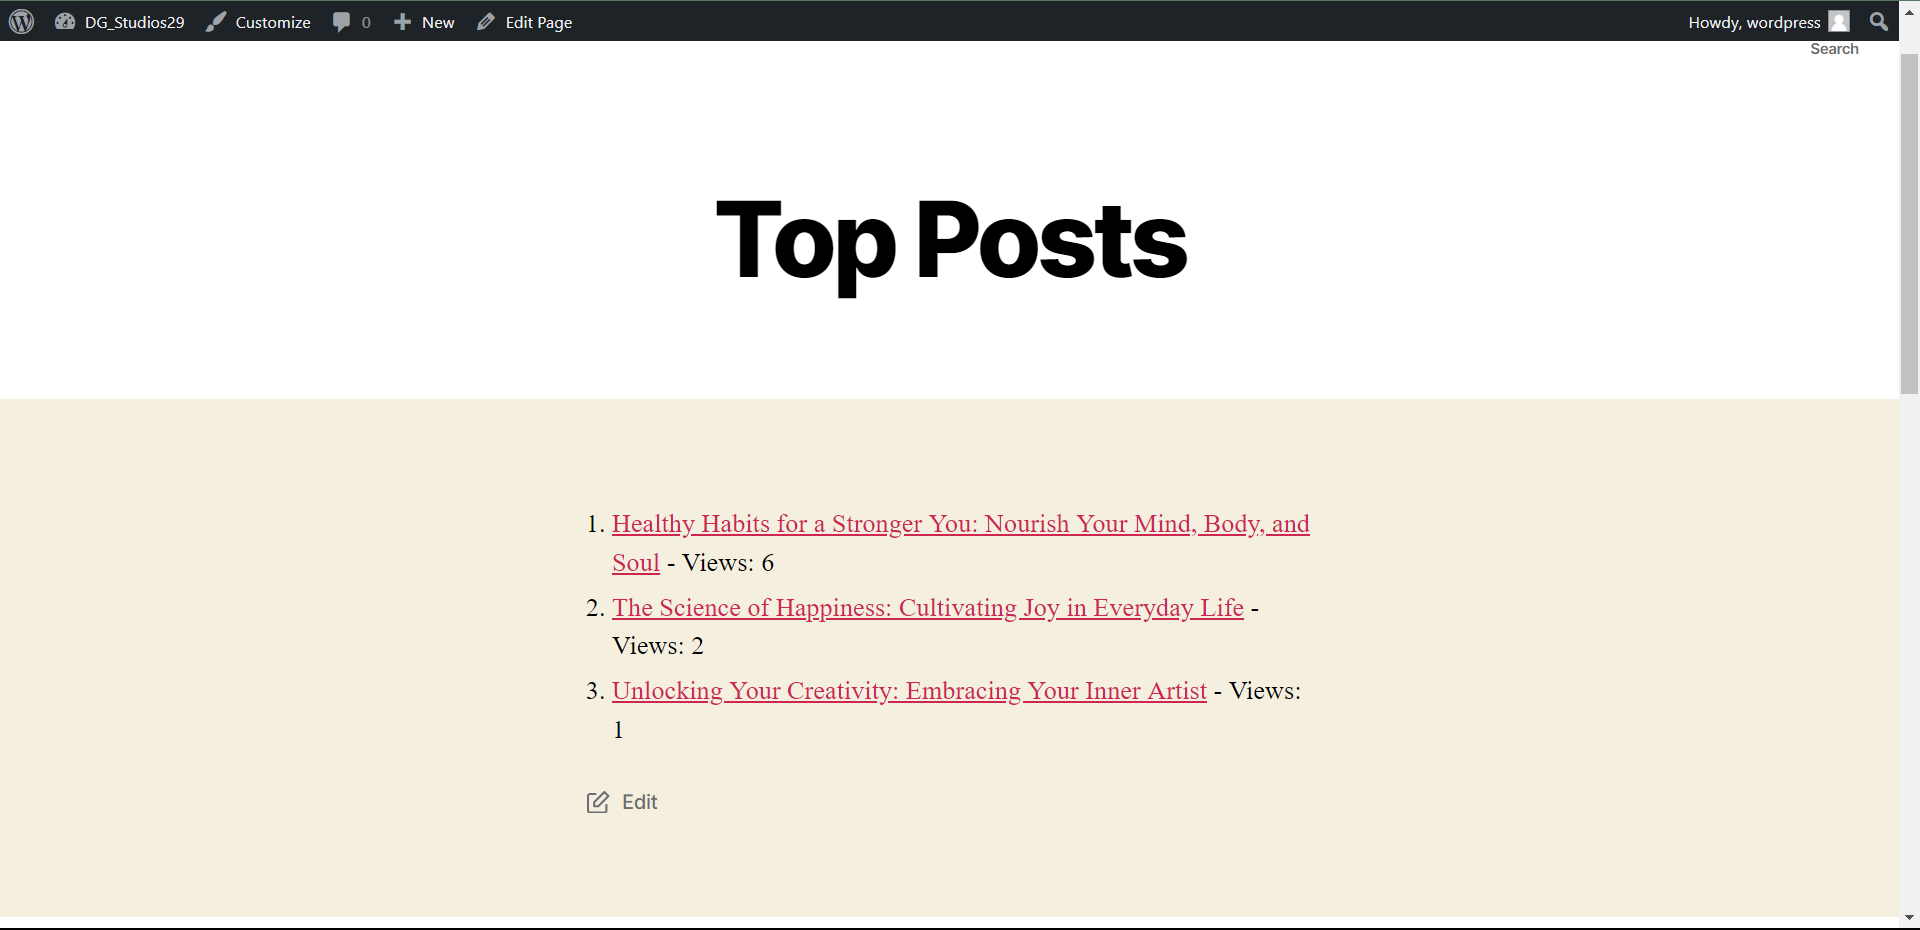 DG_Studios29 Customize 0 New Edit Page Howdy, wordpress
Search
Top Posts
1. Healthy Habits for a Stronger You: Nourish Your Mind, Body, and
Soul - Views: 6
2. The Science of Happiness: Cultivating Joy in Everyday Life -
Views: 2
3. Unlocking Your Creativity: Embracing Your Inner Artist - Views:
1
Edit